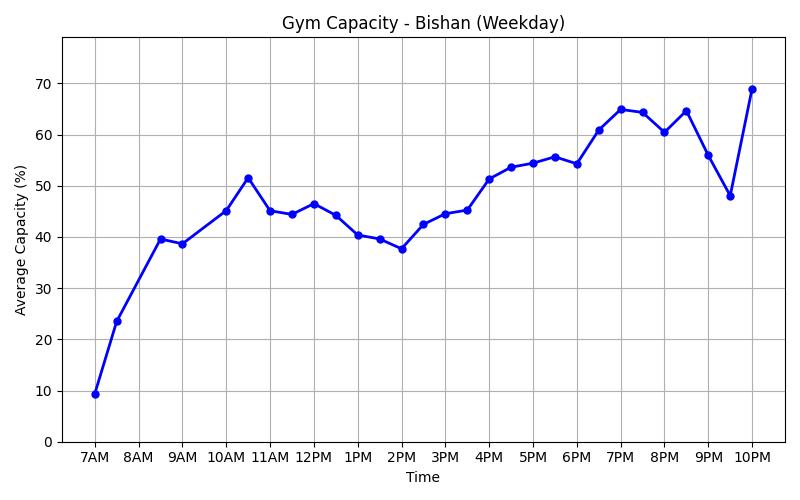 Gym Capacity - Bishan (Weekday)
Average Capacity (%)
70
60
50
40
30
20
10
0
7AM 8AM 9AM 10AM 11AM 12PM 1PM 2PM 3PM 4PM 5PM 6PM 7PM 8PM 9PM 10PM
Time